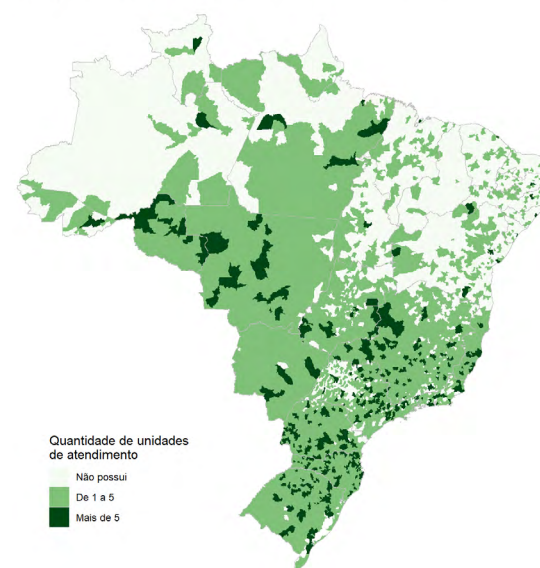 Quantidade de unidades
de atendimento
Não possui
De 1 a 5
Mais de 5